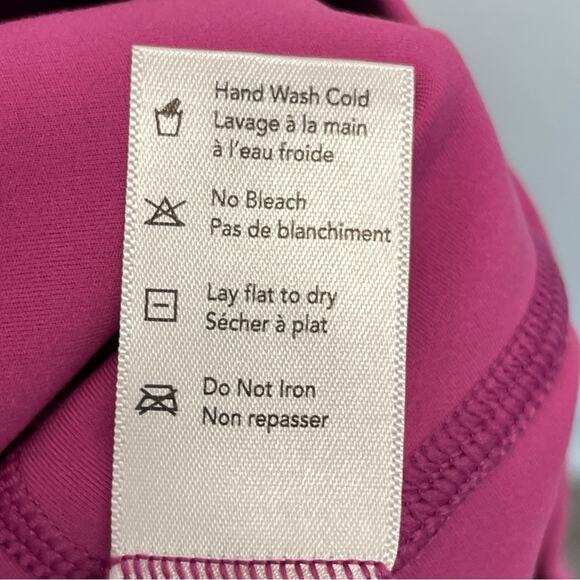 Hand Wash Cold
Lavage à la main
à l'eau froide
No Bleach
Pas de blanchiment
Lay flat to dry
Sécher à plat
Do Not Iron
Non repasser